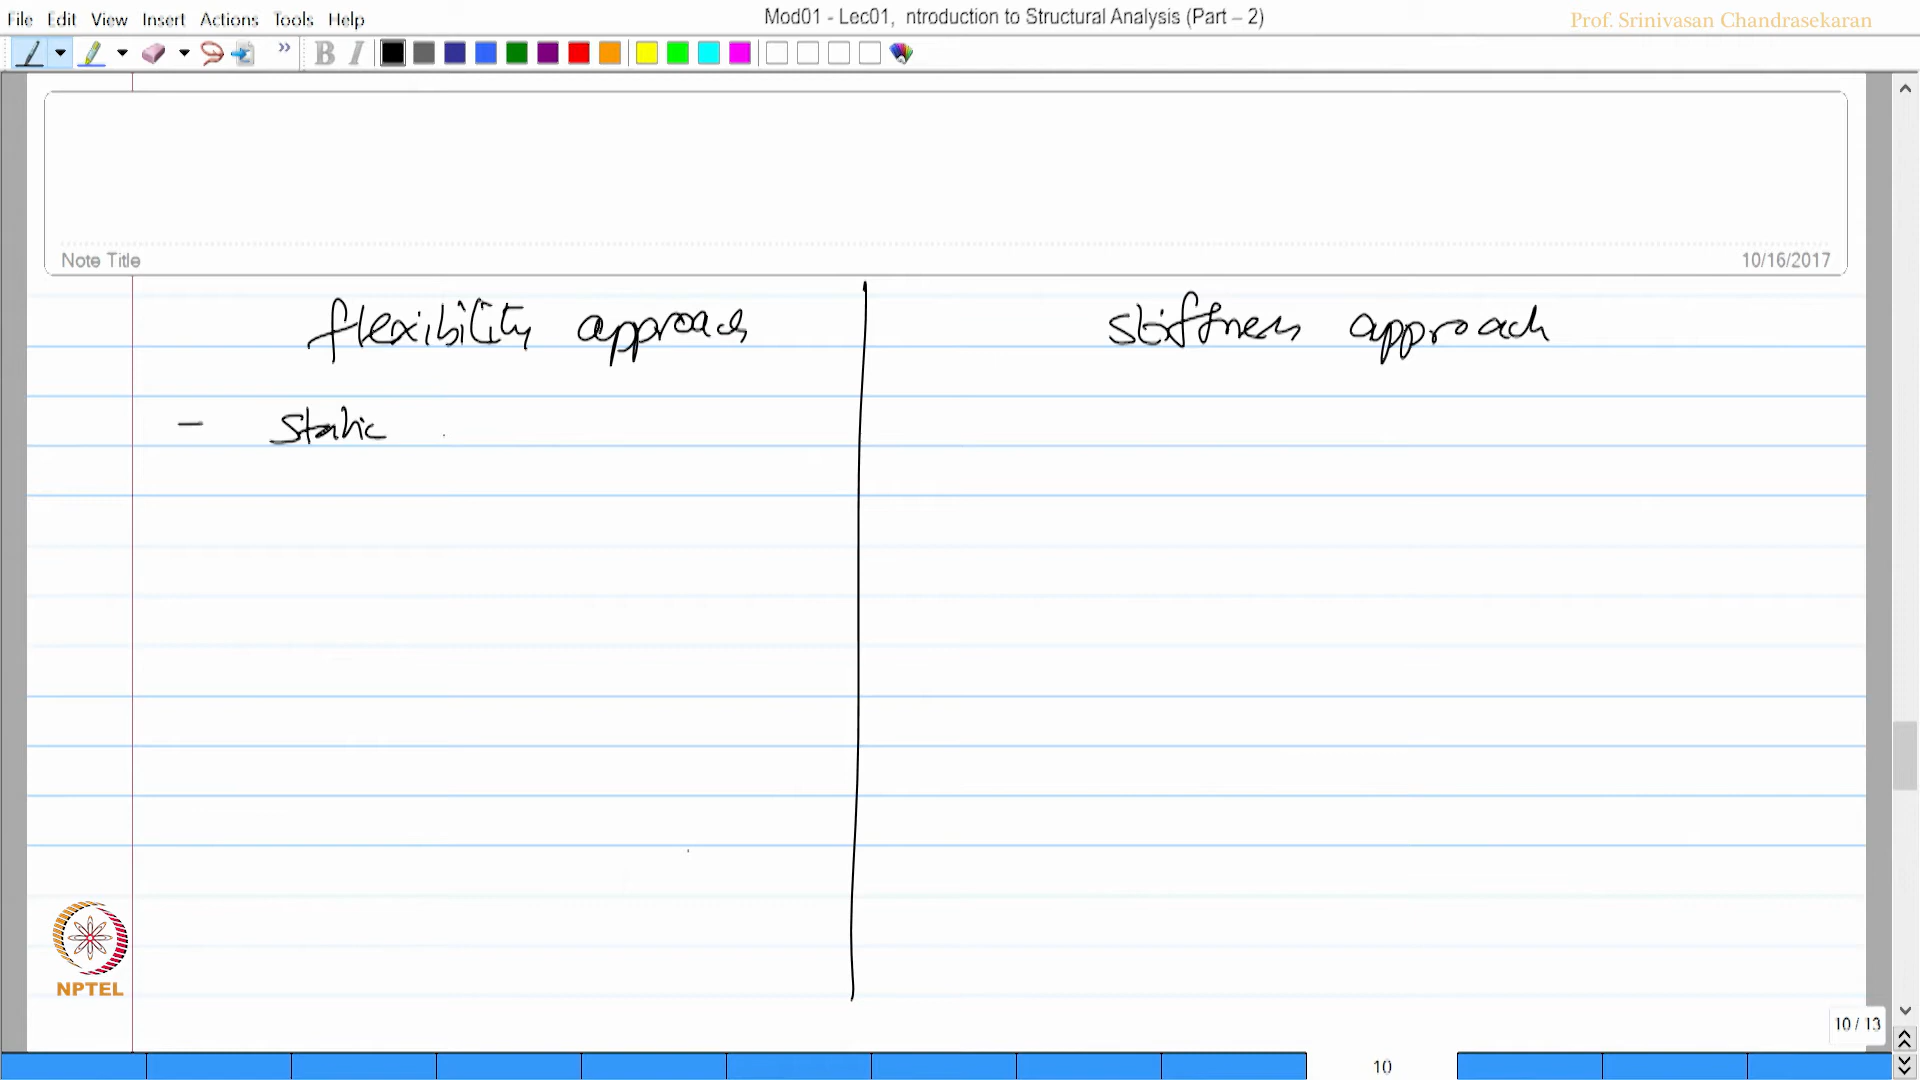 Mod01 - Lec01, ntroduction to Structural Analysis (Part – 2)
Prof. Srinivasan Chandrasekaran
File Edit View Insert Actions Tools Help
B I
Note Title
10/16/2017
flexibility approach
stiffness approach
- static
NPTEL
10 / 13
10